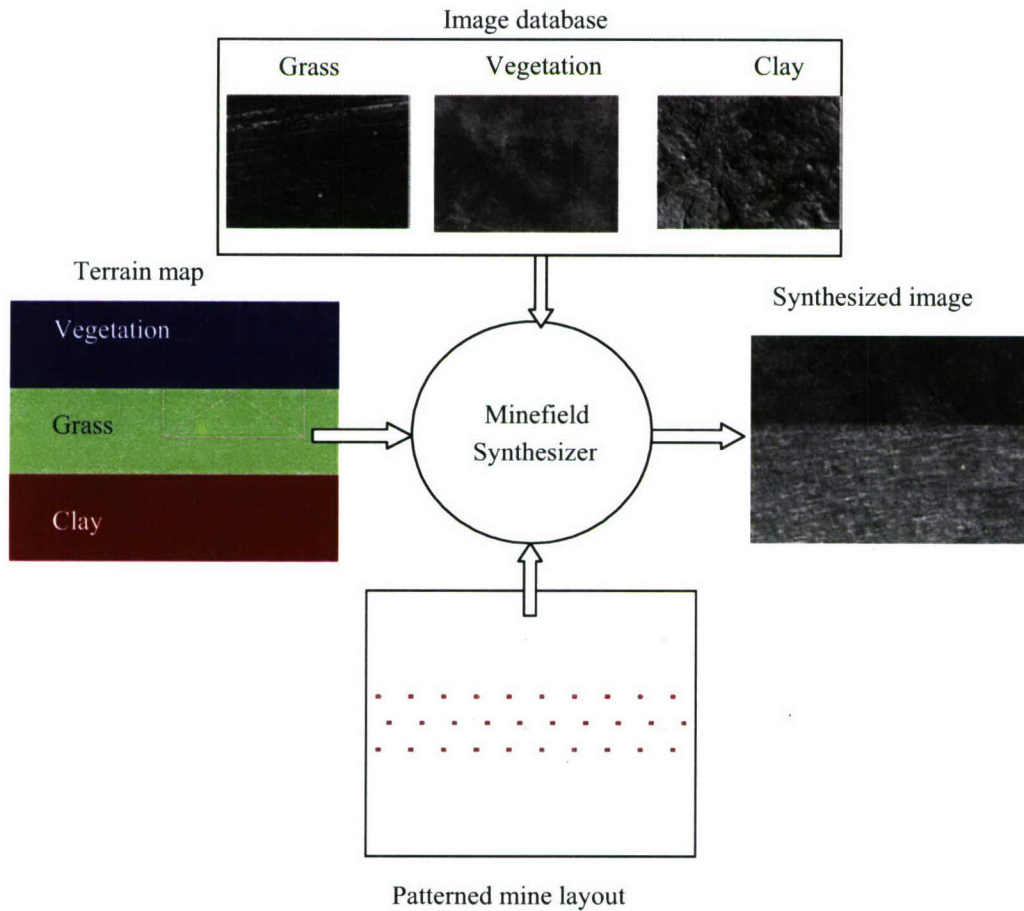 Image database
Grass
Vegetation
Clay
Terrain map
Vegetation
Grass
Clay
Minefield
Synthesizer
Synthesized image
Patterned mine layout